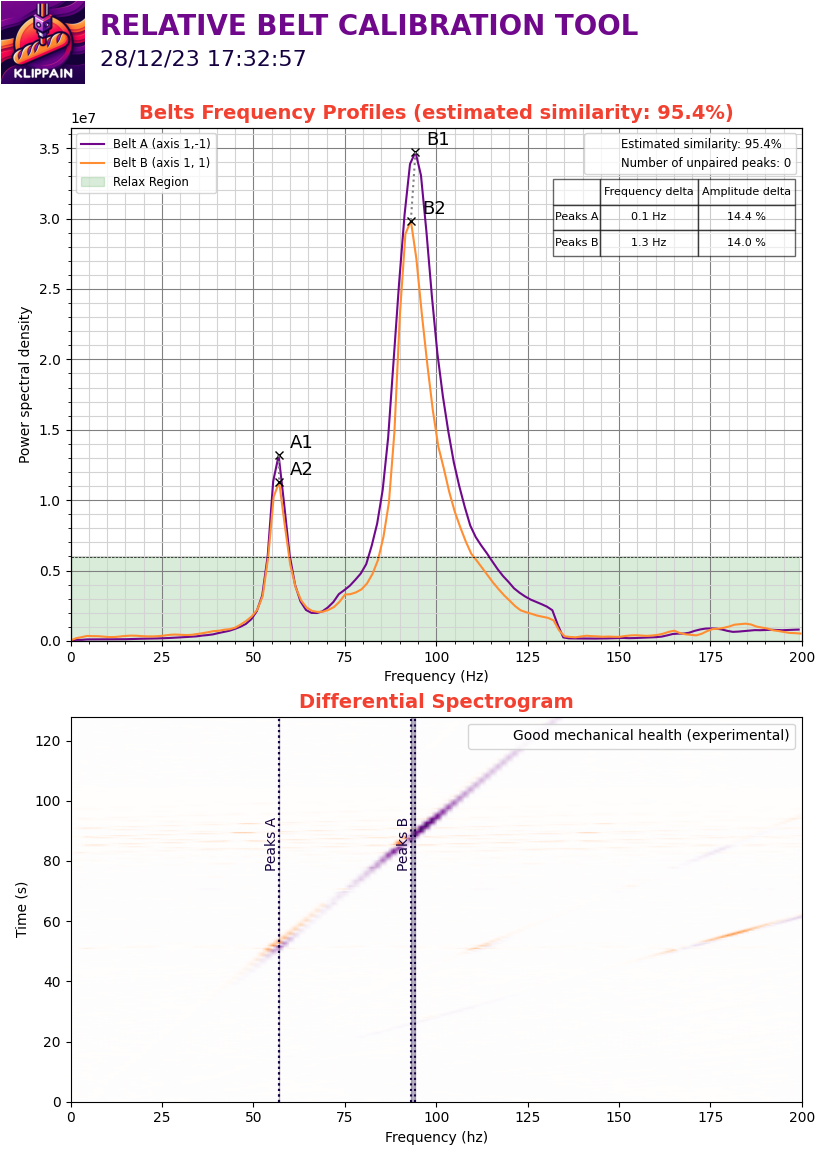 KLIPPAIN
RELATIVE BELT CALIBRATION TOOL
28/12/23 17:32:57
Belts Frequency Profiles (estimated similarity: 95.4%)
1e7
Belt A (axis 1,-1)
Belt B (axis 1, 1)
Relax Region
Estimated similarity: 95.4%
Number of unpaired peaks: 0
Frequency delta Amplitude delta
Peaks A 0.1 Hz 14.4 %
Peaks B 1.3 Hz 14.0 %
B1
B2
A1
A2
Power spectral density
3.5
3.0
2.5
2.0
1.5
1.0
0.5
0.0
0 25 50 75 100 125 150 175 200
Frequency (Hz)
Differential Spectrogram
Good mechanical health (experimental)
Peaks A
Peaks B
Time (s)
120
100
80
60
40
20
0
0 25 50 75 100 125 150 175 200
Frequency (hz)